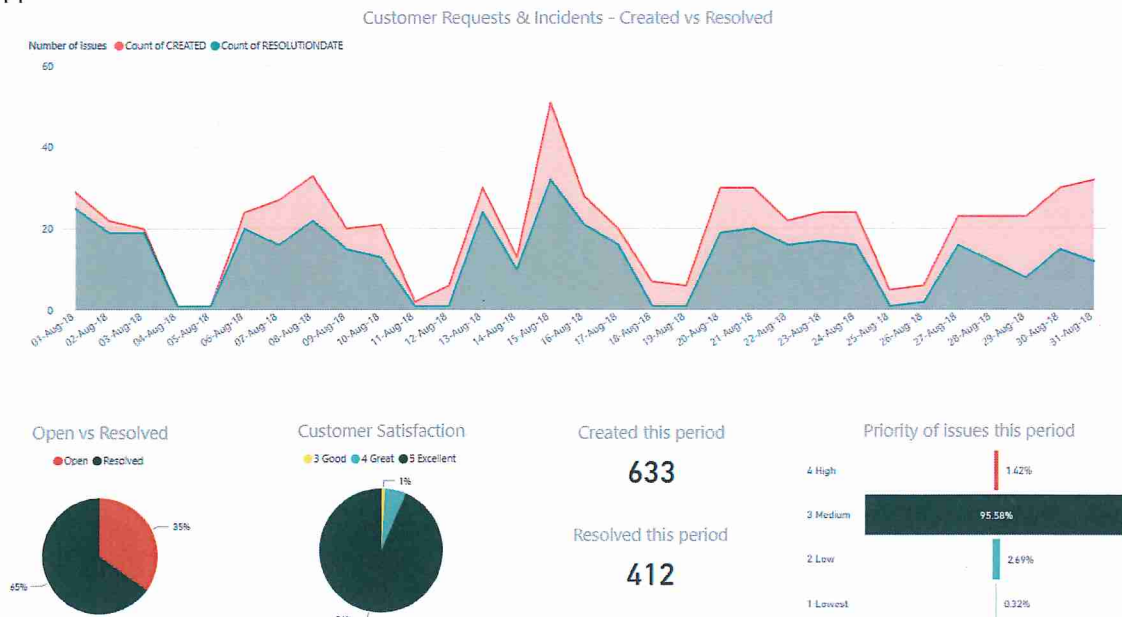 Customer Requests & Incidents - Created vs Resolved
Number of Issues Count of CREATED Count of RESOLUTIONDATE
60
40
20
0
01-Aug-18
02-Aug-18
03-Aug-18
04-Aug-18
05-Aug-18
06-Aug-18
07-Aug-18
08-Aug-18
09-Aug-18
10-Aug-18
11-Aug-18
12-Aug-18
13-Aug-18
14-Aug-18
15-Aug-18
16-Aug-18
17-Aug-18
18-Aug-18
19-Aug-18
20-Aug-18
21-Aug-18
22-Aug-18
23-Aug-18
24-Aug-18
25-Aug-18
26-Aug-18
27-Aug-18
28-Aug-18
29-Aug-18
30-Aug-18
31-Aug-18
Open vs Resolved
Open Resolved
35%
65%
Customer Satisfaction
3 Good 4 Great 5 Excellent
1%
Created this period
633
Resolved this period
412
Priority of issues this period
4 High 1.42%
3 Medium 95.58%
2 Low 2.69%
1 Lowest 0.32%